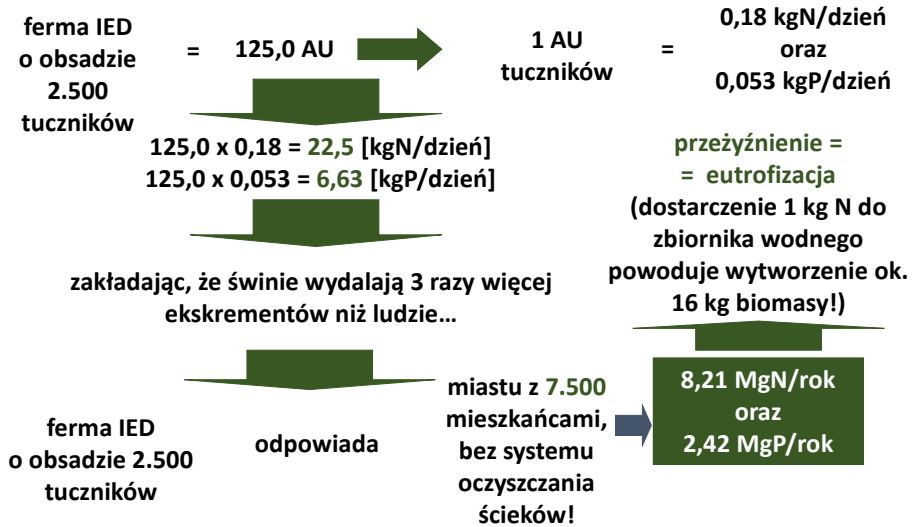 ferma IED
o obsadzie
2.500
tuczników
=
125,0 AU
1 AU
tuczników
=
0,18 kgN/dzień
oraz
0,053 kgP/dzień
125,0 x 0,18 = 22,5 [kgN/dzień]
125,0 x 0,053 = 6,63 [kgP/dzień]
przeżyźnienie =
= eutrofizacja
(dostarczenie 1 kg N do
zbiornika wodnego
powoduje wytworzenie ok.
16 kg biomasy!)
zakładając, że świnie wydalają 3 razy więcej
ekskrementów niż ludzie...
ferma IED
o obsadzie 2.500
tuczników
odpowiada
miastu z 7.500
mieszkańcami,
bez systemu
oczyszczania
ścieków!
8,21 MgN/rok
oraz
2,42 MgP/rok